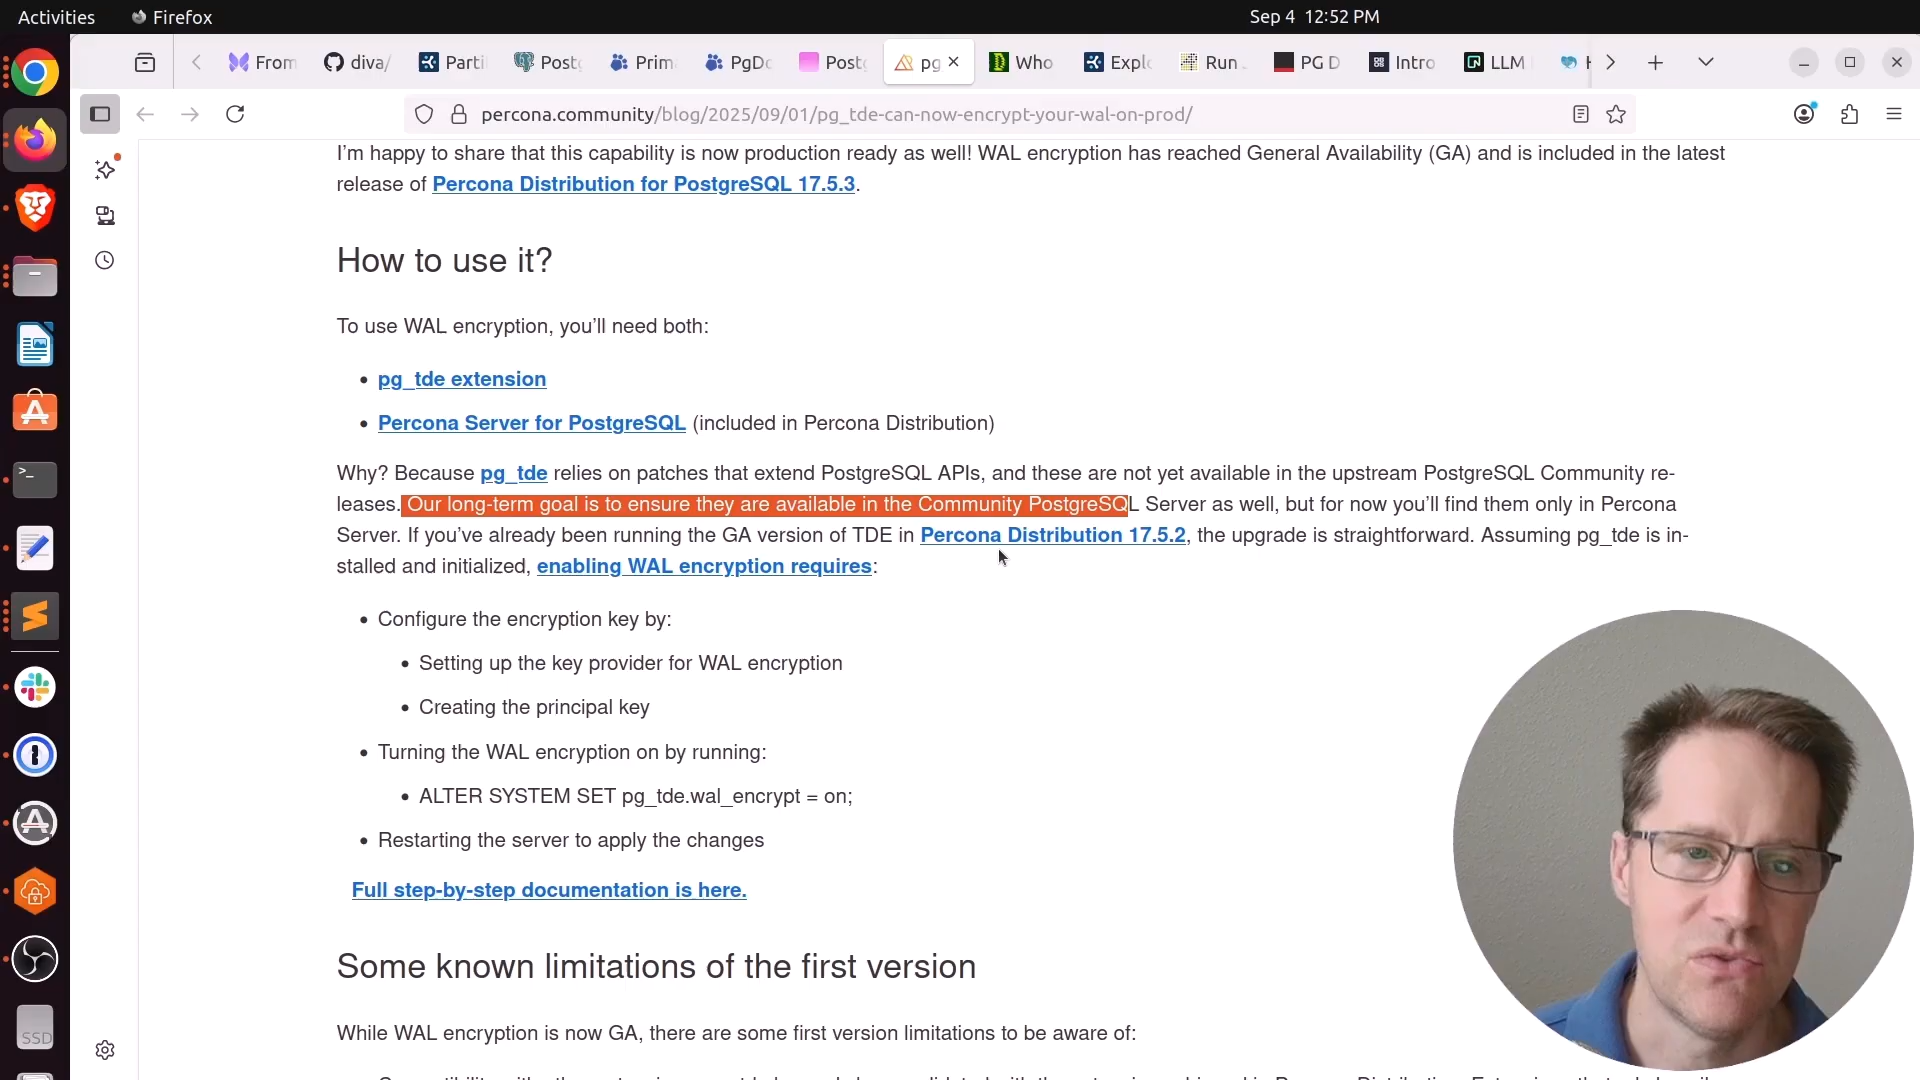 Activities
Firefox
Sep 4 12:52 PM
From
diva/
Parti
Postg
Prim
PgDo
Postg
pg
Who
Explo
Run
PG D
Intro
LLM
percona.community/blog/2025/09/01/pg_tde-can-now-encrypt-your-wal-on-prod/
I'm happy to share that this capability is now production ready as well! WAL encryption has reached General Availability (GA) and is included in the latest
release of Percona Distribution for PostgreSQL 17.5.3.
How to use it?
To use WAL encryption, you'll need both:
• pg_tde extension
• Percona Server for PostgreSQL (included in Percona Distribution)
Why? Because pg_tde relies on patches that extend PostgreSQL APIs, and these are not yet available in the upstream PostgreSQL Community re-
leases. Our long-term goal is to ensure they are available in the Community PostgreSQL Server as well, but for now you'll find them only in Percona
Server. If you've already been running the GA version of TDE in Percona Distribution 17.5.2, the upgrade is straightforward. Assuming pg_tde is in-
stalled and initialized, enabling WAL encryption requires:
• Configure the encryption key by:
• Setting up the key provider for WAL encryption
• Creating the principal key
• Turning the WAL encryption on by running:
• ALTER SYSTEM SET pg_tde.wal_encrypt = on;
• Restarting the server to apply the changes
Full step-by-step documentation is here.
SSD
Some known limitations of the first version
While WAL encryption is now GA, there are some first version limitations to be aware of: